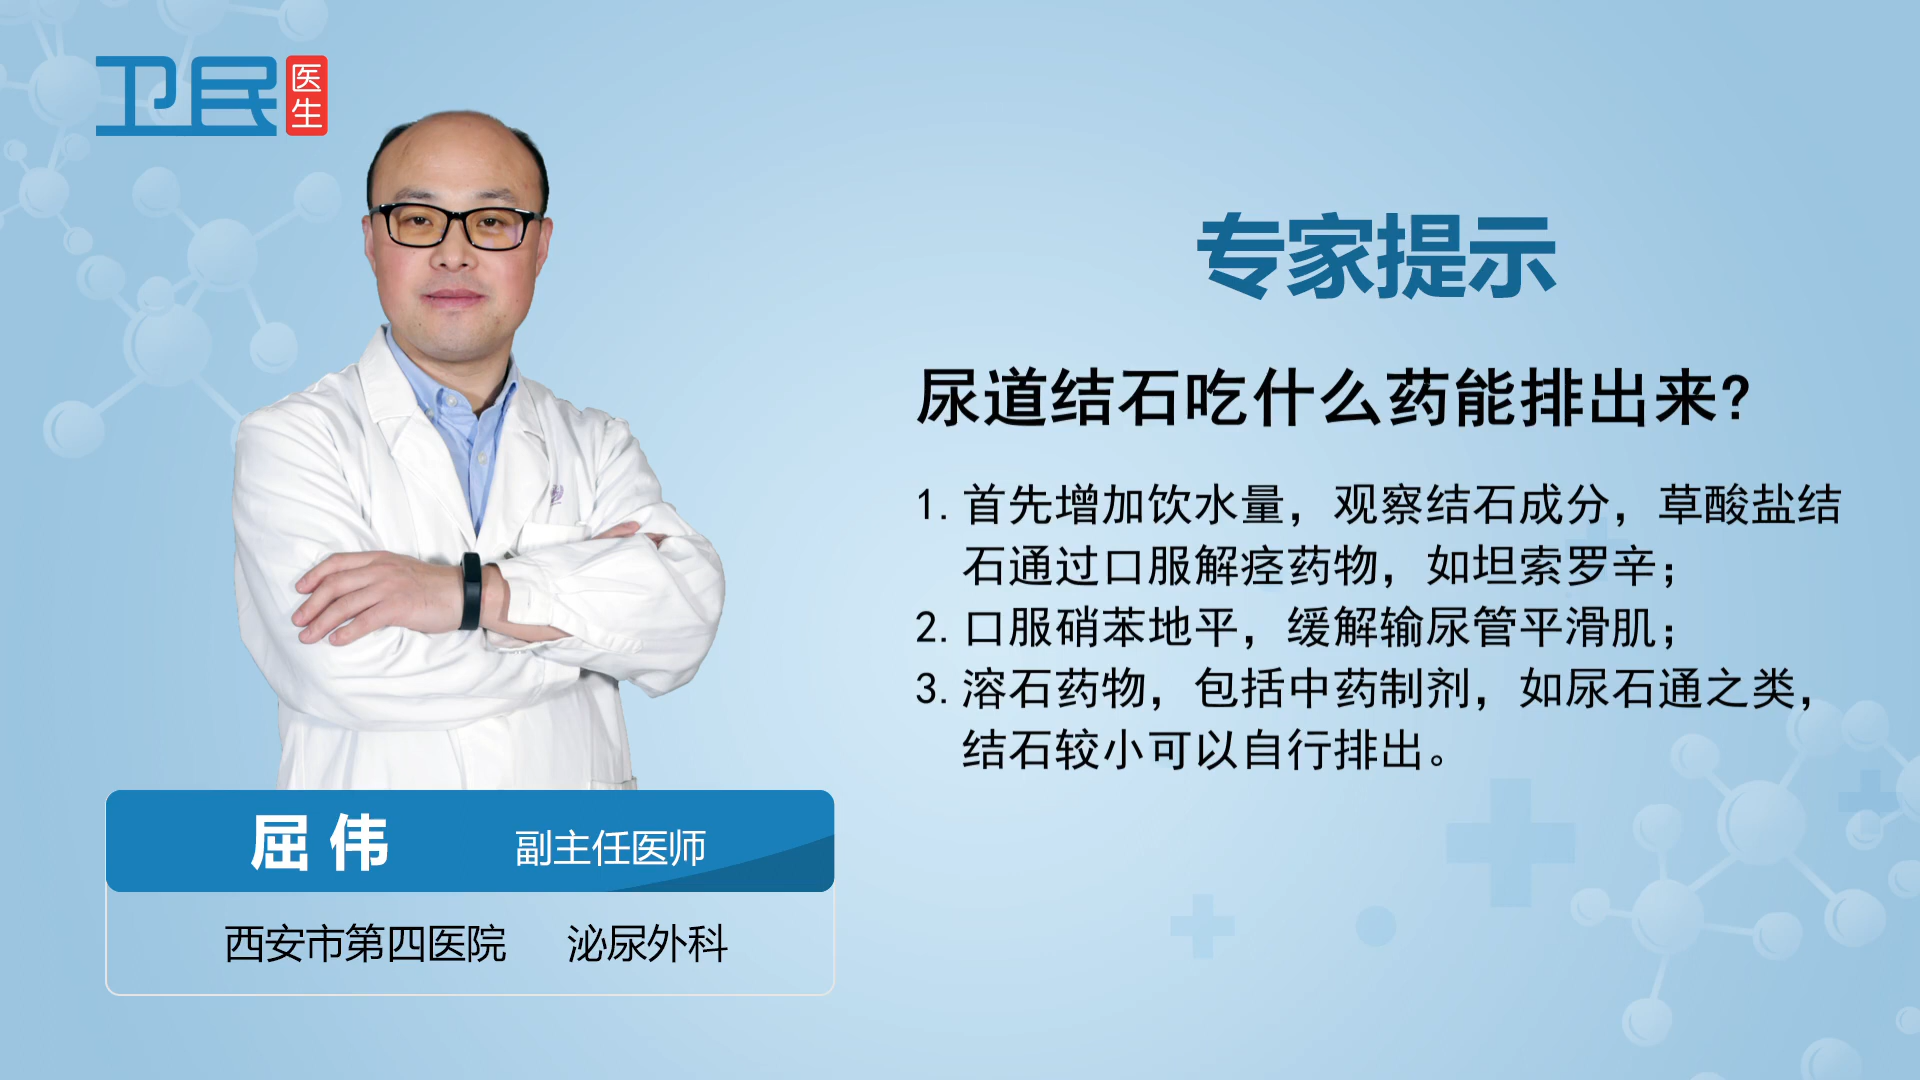 卫民医生
专家提示
尿道结石吃什么药能排出来?
1.首先增加饮水量，观察结石成分，草酸盐结
石通过口服解痉药物，如坦索罗辛；
2.口服硝苯地平，缓解输尿管平滑肌；
3.溶石药物，包括中药制剂，如尿石通之类，
结石较小可以自行排出。
屈伟 副主任医师
西安市第四医院 泌尿外科